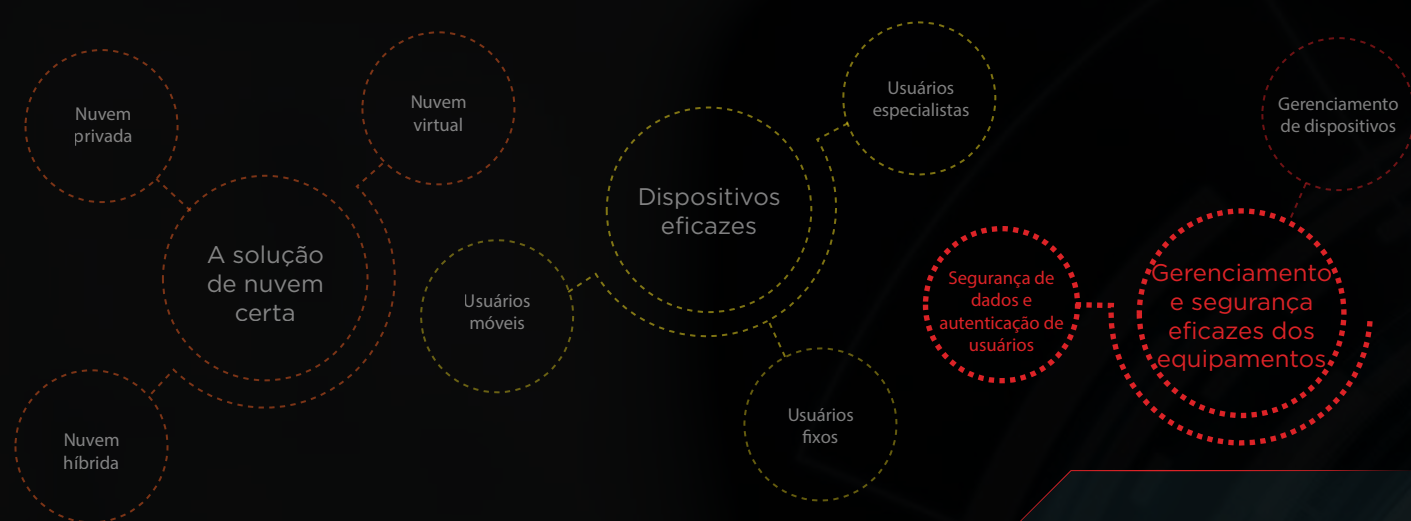 Nuvem
privada
Nuvem
virtual
A solução
de nuvem
certa
Nuvem
híbrida
Usuários
especialistas
Dispositivos
eficazes
Usuários
móveis
Usuários
fixos
Gerenciamento
de dispositivos
Segurança de
dados e
autenticação de
usuários
Gerenciamento
e segurança
eficazes dos
equipamentos